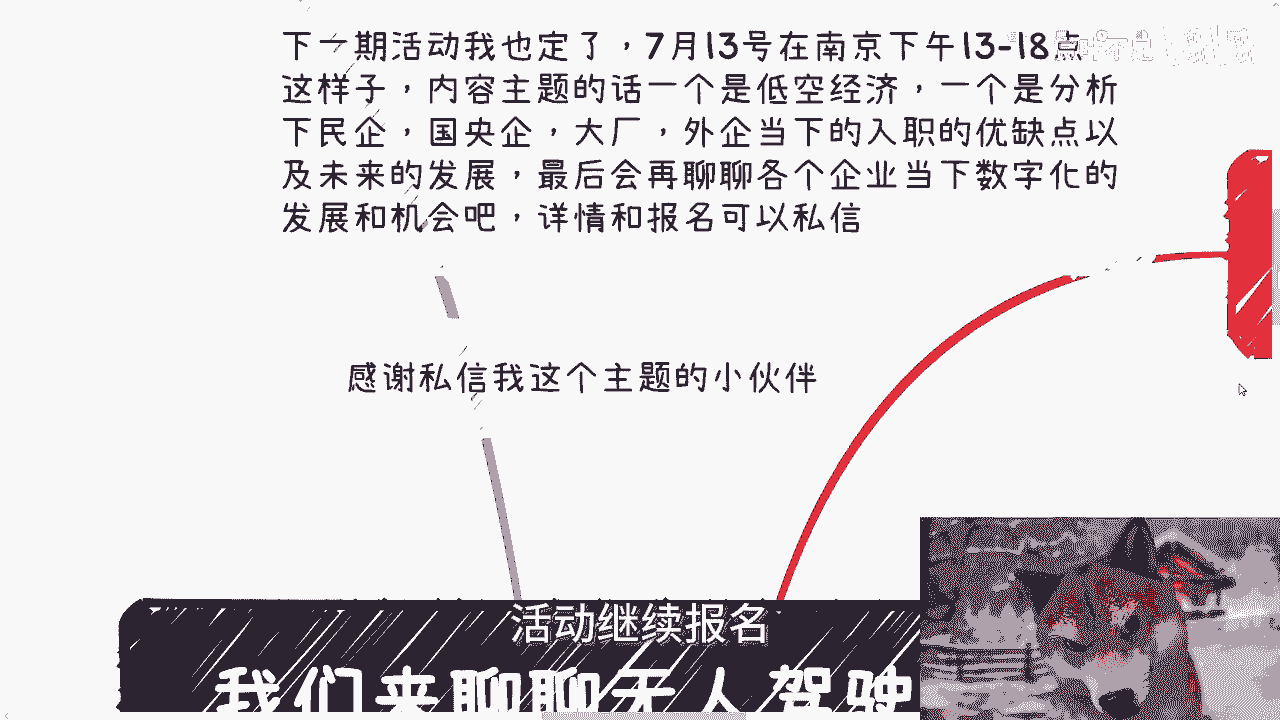 下一期活动我也定了，7月13号在南京下午13-18点
这样子，内容主题的话一个是低空经济，一个是分析
下民企，国央企，大厂，外企当下的入职的优缺点以
及未来的发展，最后会再聊聊各个企业当下数字化的
发展和机会吧，详情和报名可以私信
感谢私信我这个主题的小伙伴
活动继续报名
我们来聊聊无人驾驶